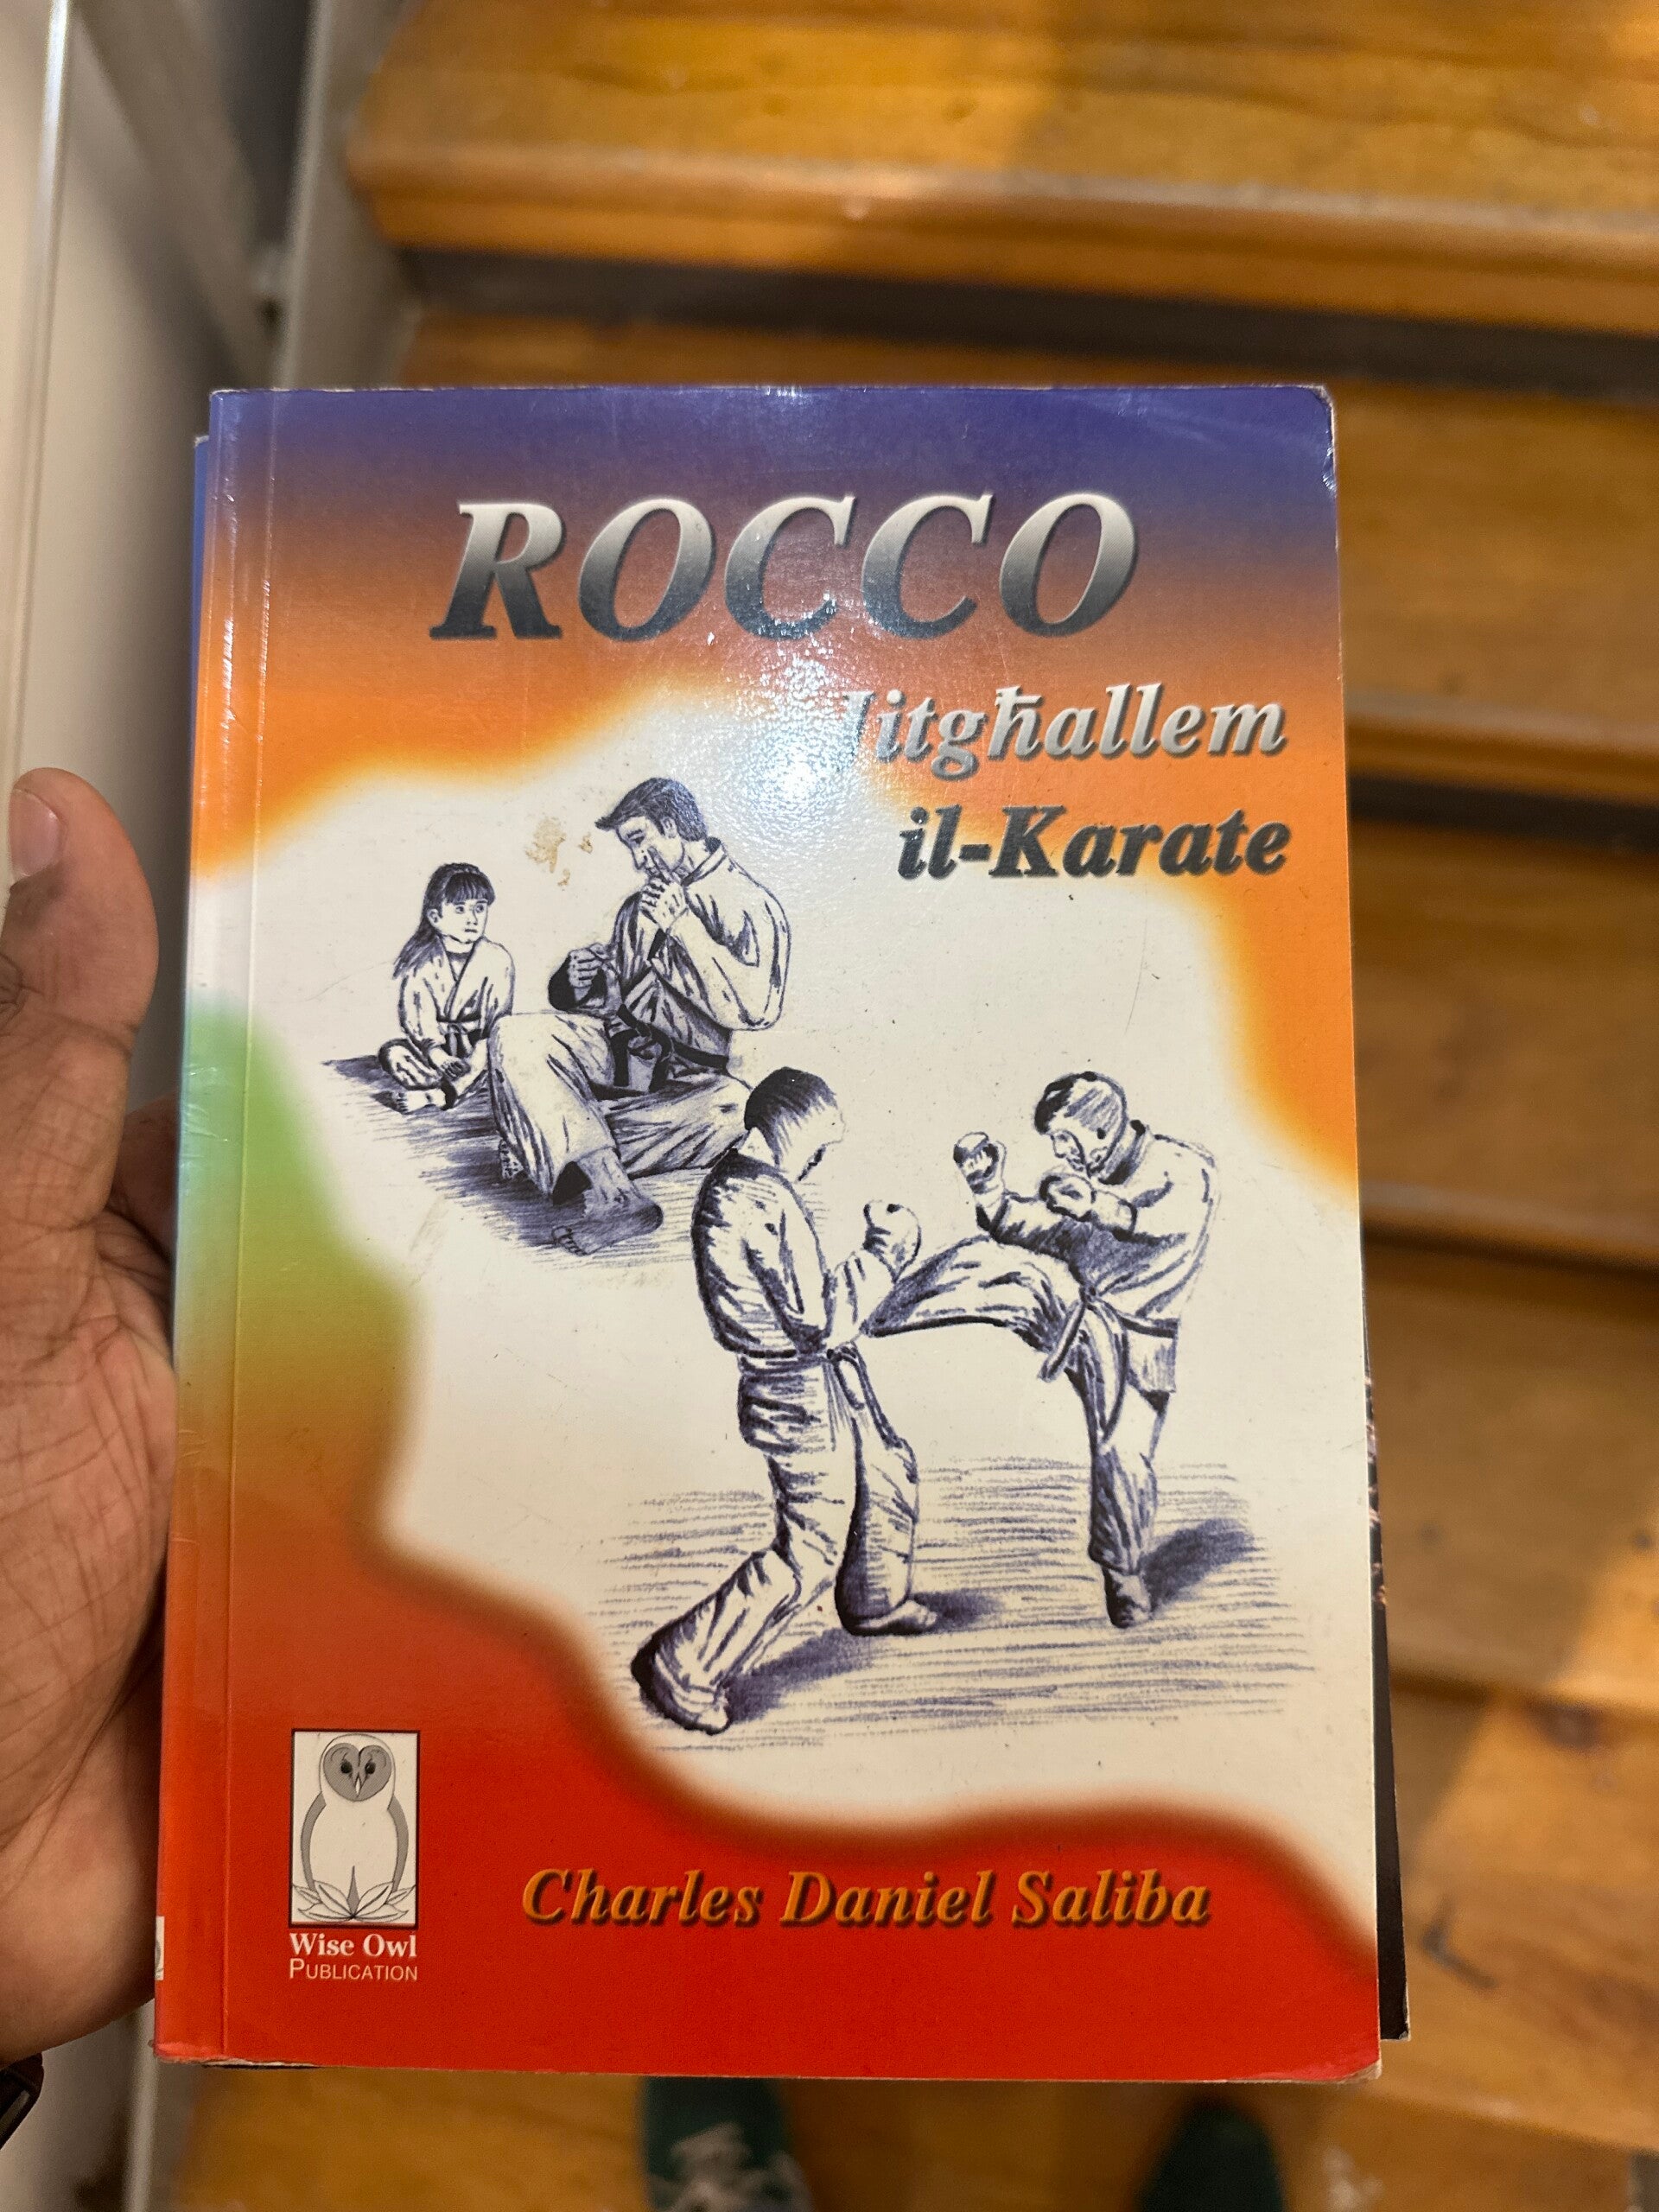 ROCCO
Jitgħallem
il-Karate
Charles Daniel Saliba
Wise Owl
PUBLICATION